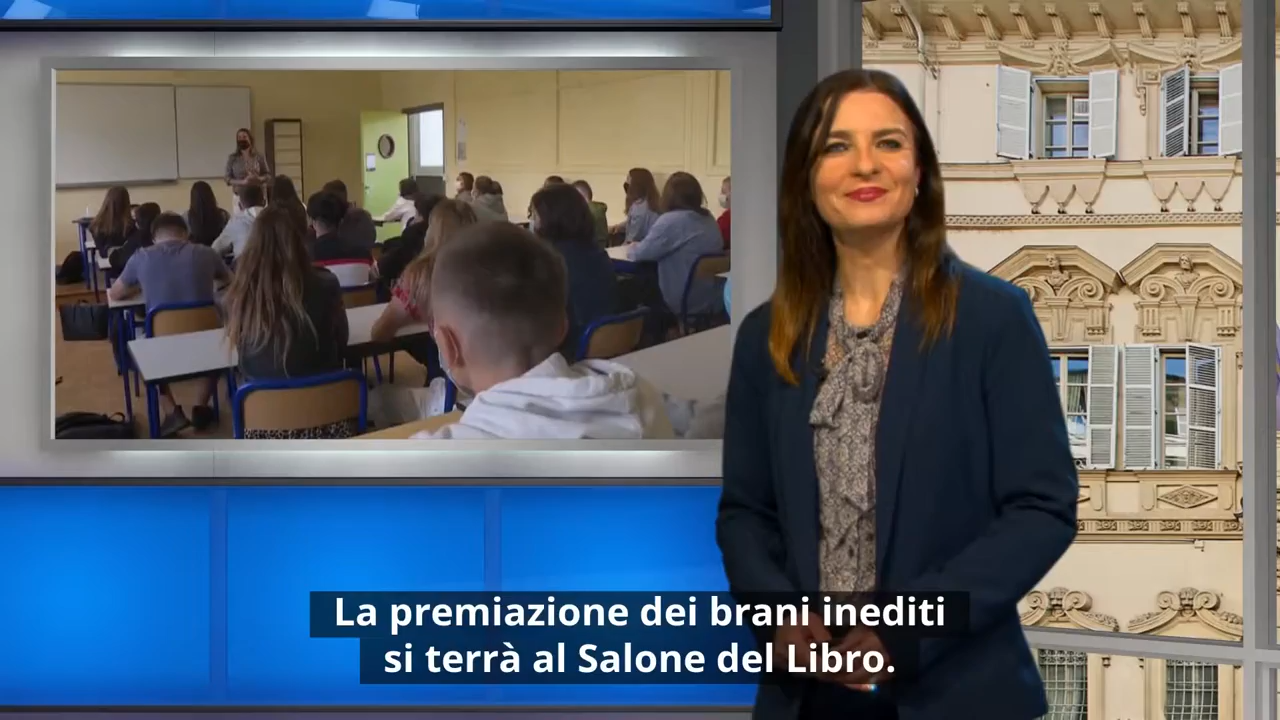 La premiazione dei brani inediti
si terrà al Salone del Libro.